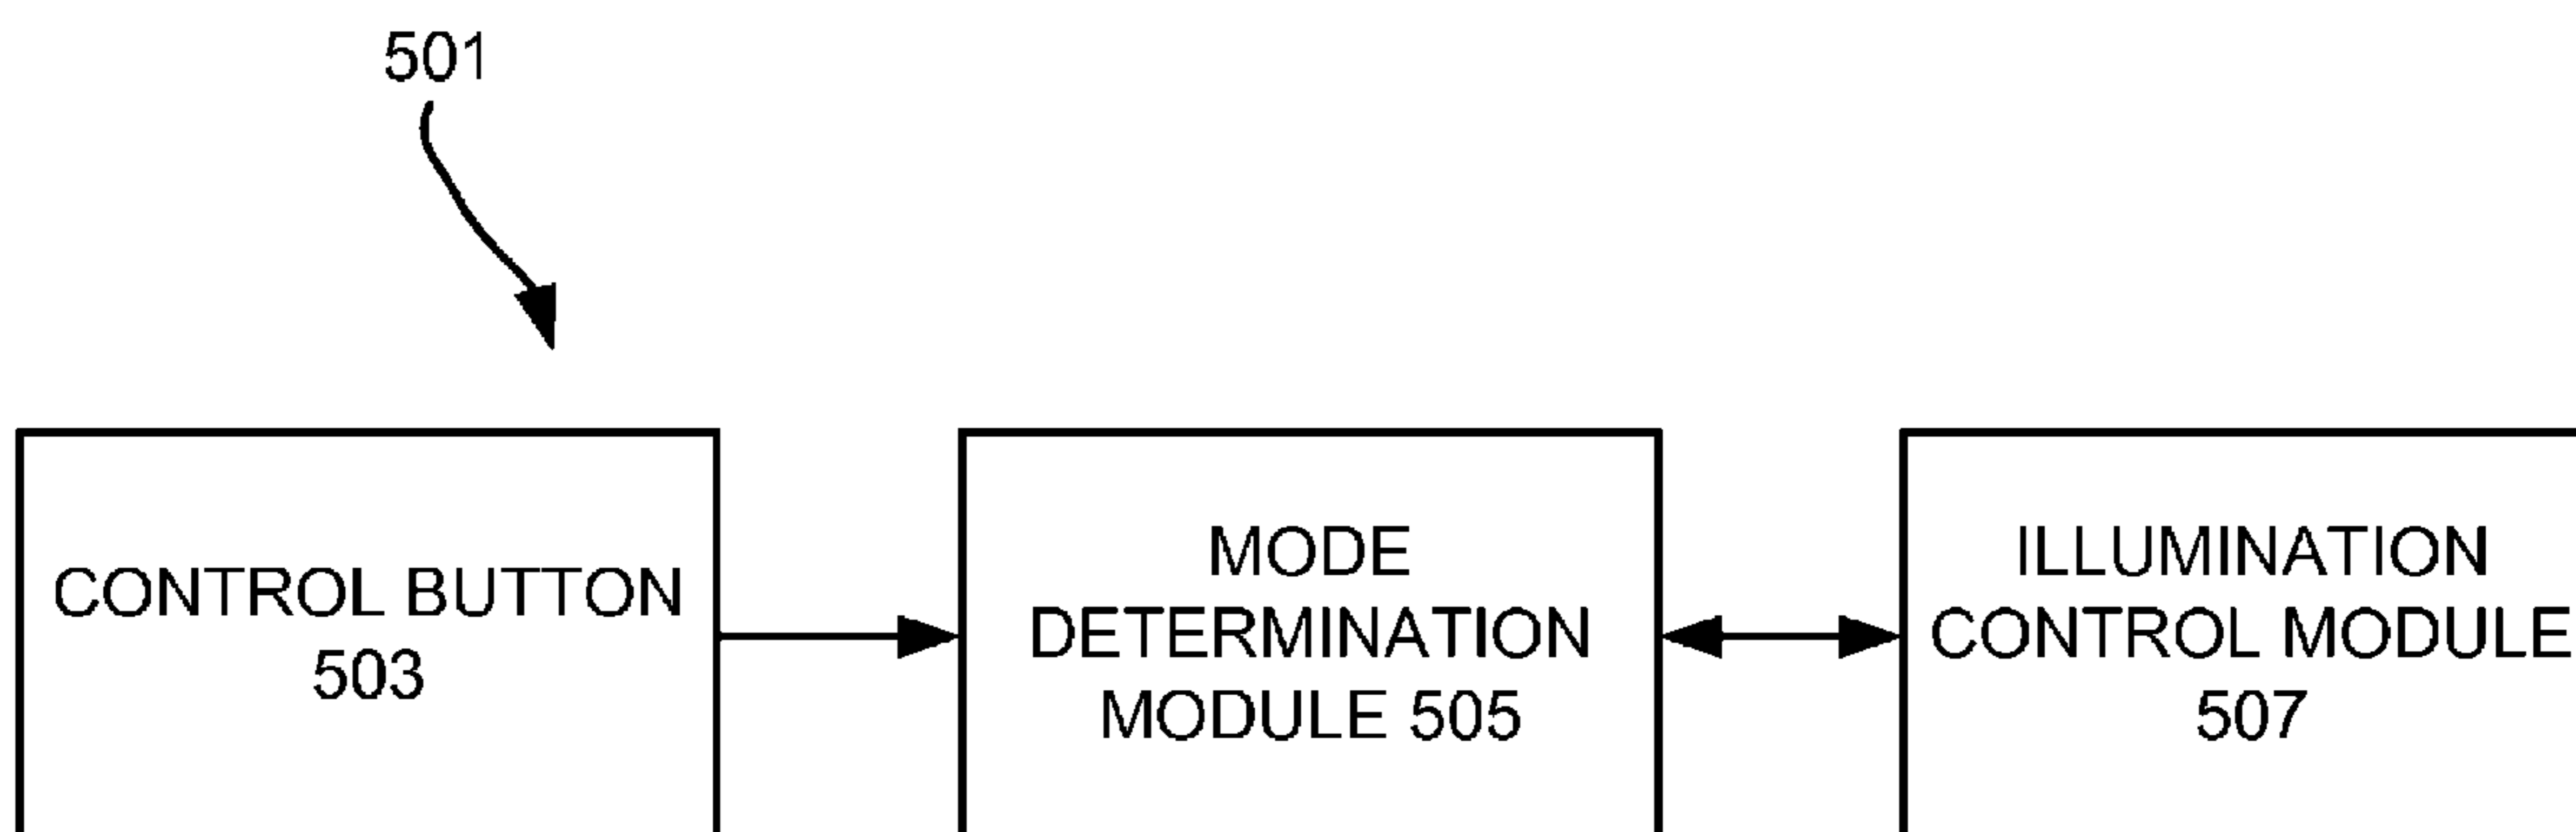 501
CONTROL BUTTON
503
MODE
DETERMINATION
MODULE 505
ILLUMINATION
CONTROL MODULE
507